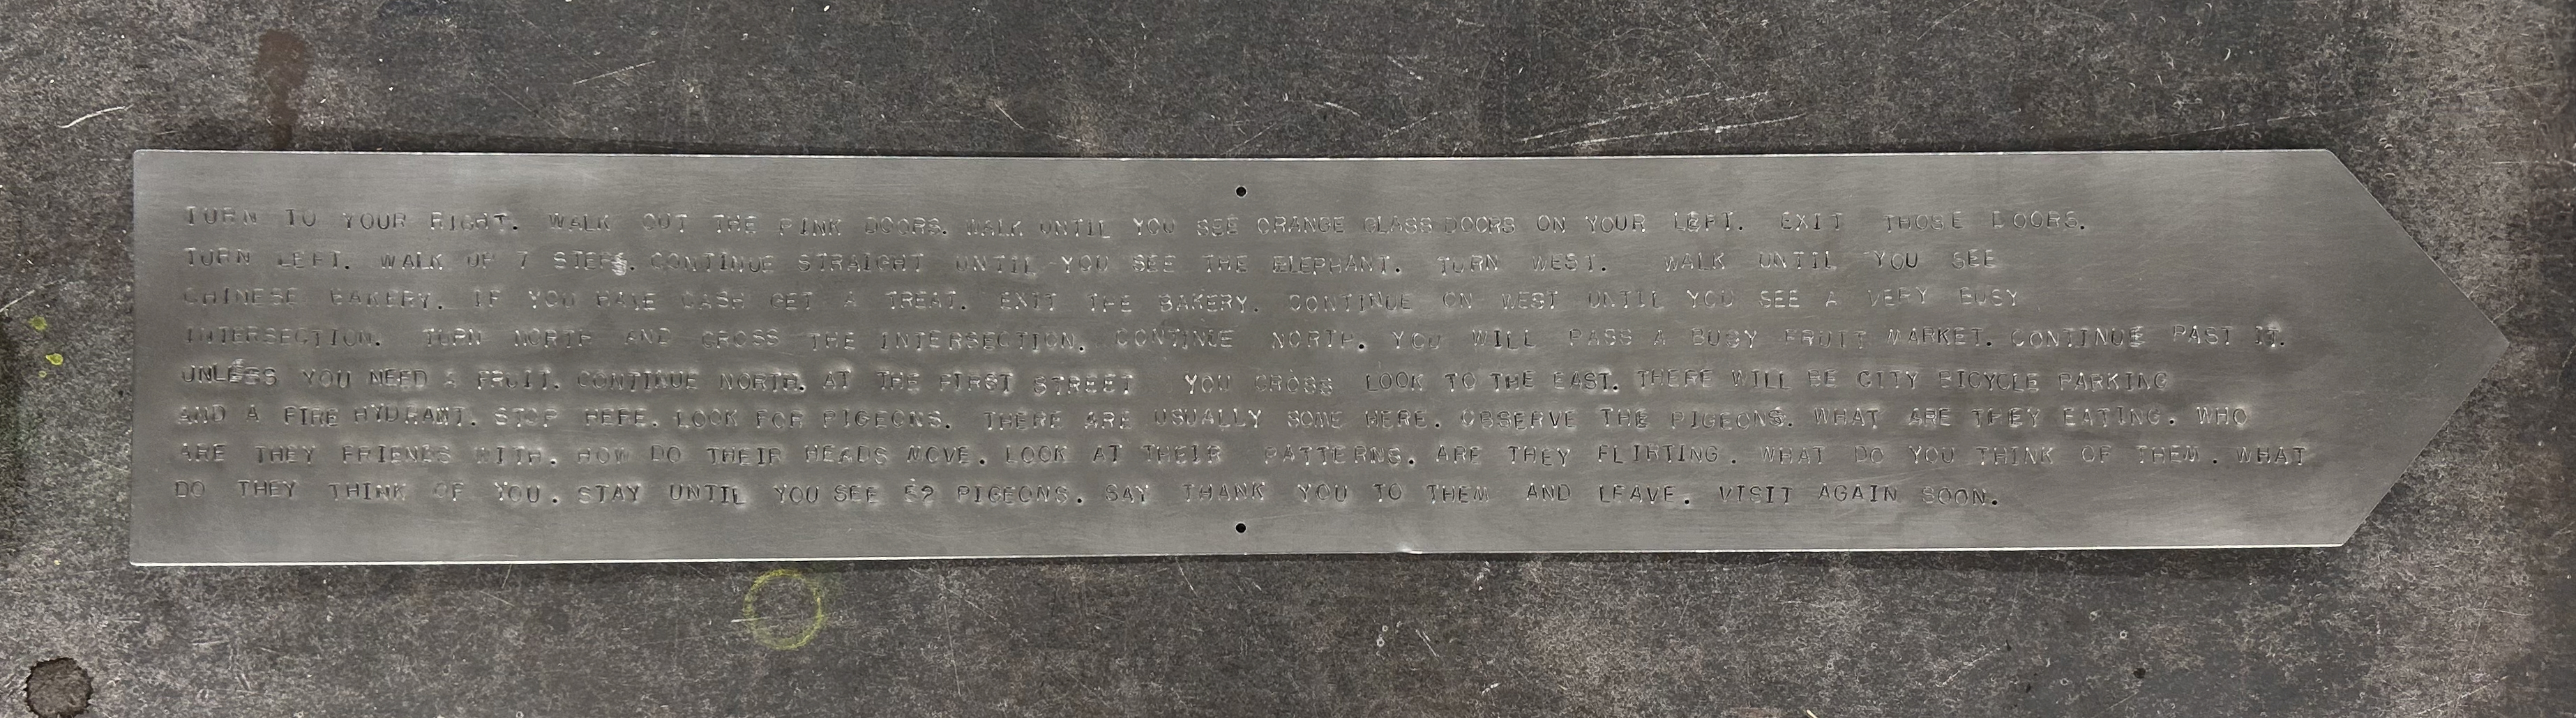 TURN TO YOUR RIGHT. WALK OUT THE PINK DOORS. WALK UNTIL YOU SEE ORANGE GLASS DOORS ON YOUR LEFT. EXIT THOSE DOORS.
TURN LEFT. WALK UP 7 STEPS. CONTINUE STRAIGHT UNTIL YOU SEE THE ELEPHANT. TURN WEST. WALK UNTIL YOU SEE
CHINESE BAKERY. IF YOU HAVE CASH GET A TREAT. EXIT THE BAKERY. CONTINUE ON WEST UNTIL YOU SEE A VERY BUSY
INTERSECTION. TURN NORTH AND CROSS THE INTERSECTION. CONTINUE NORTH. YOU WILL PASS A BUSY FRUIT MARKET. CONTINUE PAST IT.
UNLESS YOU NEED A FRUIT. CONTINUE NORTH. AT THE FIRST STREET YOU CROSS LOOK TO THE EAST. THERE WILL BE CITY BICYCLE PARKING
AND A FIRE HYDRANT. STOP HERE. LOOK FOR PIGEONS. THERE ARE USUALLY SOME HERE. OBSERVE THE PIGEONS. WHAT ARE THEY EATING. WHO
ARE THEY FRIENDS WITH. HOW DO THEIR HEADS MOVE. LOOK AT THEIR PATTERNS. ARE THEY FLIRTING. WHAT DO YOU THINK OF THEM. WHAT
DO THEY THINK OF YOU. STAY UNTIL YOU SEE 52 PIGEONS. SAY THANK YOU TO THEM AND LEAVE. VISIT AGAIN SOON.